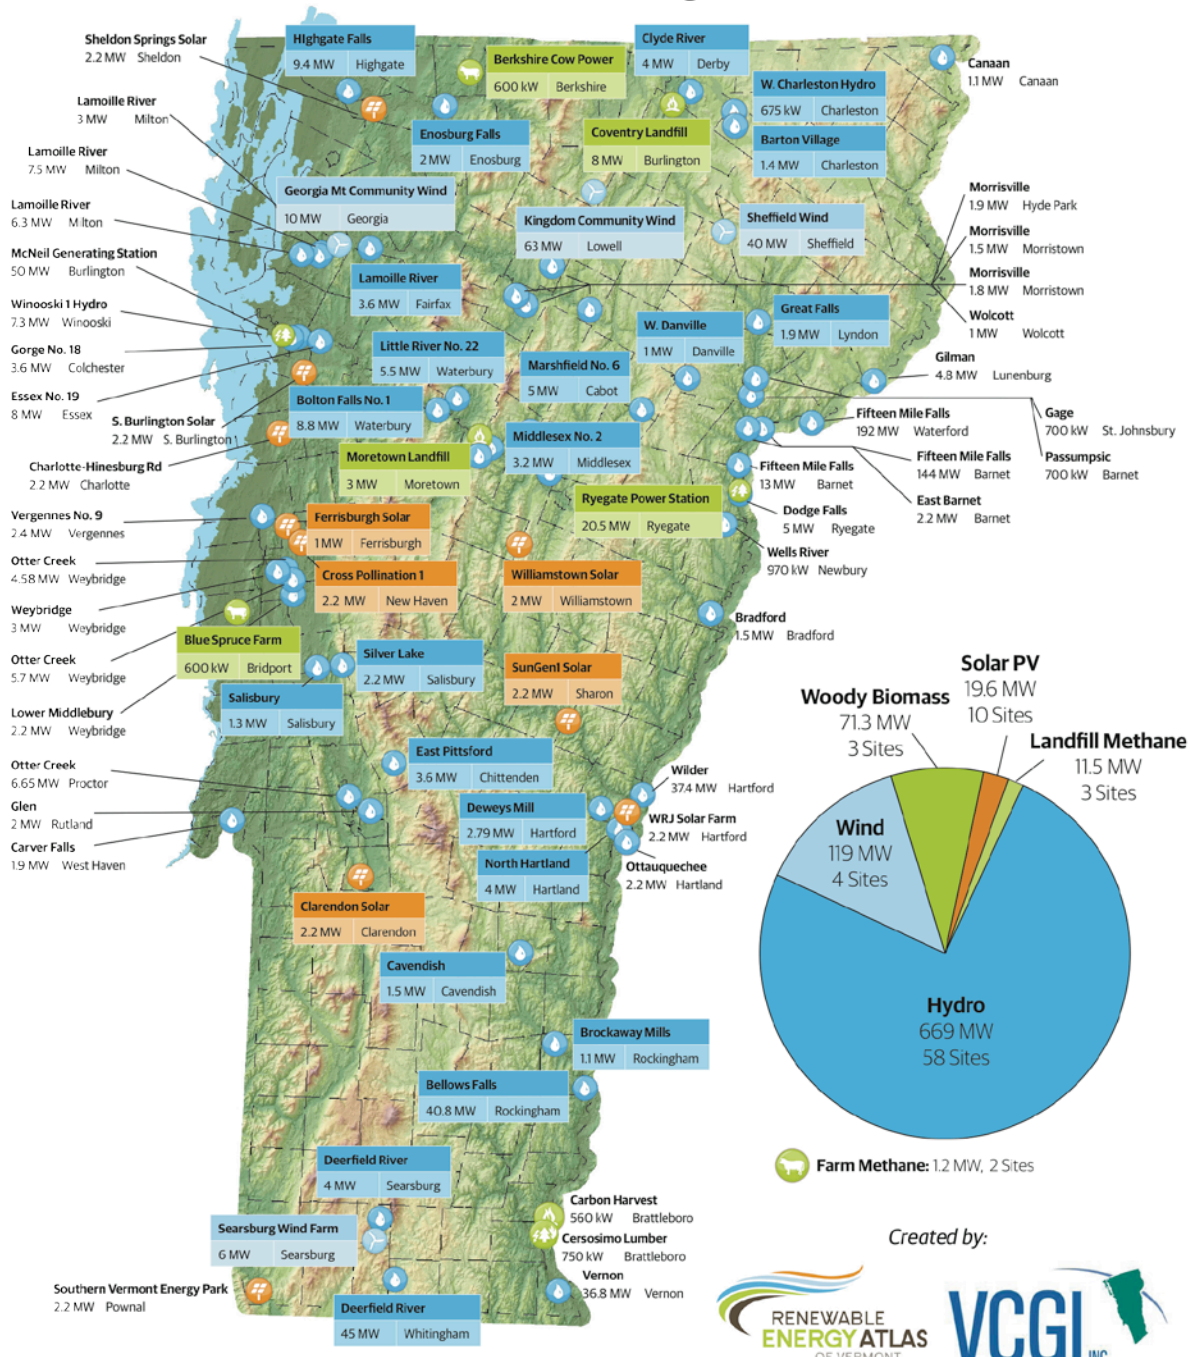 Sheldon Springs Solar
2.2 MW Sheldon
Highgate Falls
9.4 MW Highgate
Berkshire Cow Power
600 kW Berkshire
Clyde River
4 MW Derby
Canaan
1.1 MW Canaan
W. Charleston Hydro
675 kW Charleston
Lamoille River
3 MW Milton
Enosburg Falls
2 MW Enosburg
Coventry Landfill
8 MW Burlington
Barton Village
1.4 MW Charleston
Lamoille River
7.5 MW Milton
Georgia Mt Community Wind
10 MW Georgia
Kingdom Community Wind
63 MW Lowell
Sheffield Wind
40 MW Sheffield
Morrisville
1.9 MW Hyde Park
Morrisville
1.5 MW Morristown
Morrisville
1.8 MW Morristown
Wolcott
1 MW Wolcott
Lamoille River
6.3 MW Milton
McNeil Generating Station
50 MW Burlington
Lamoille River
3.6 MW Fairfax
Winooski 1 Hydro
7.3 MW Winooski
Gorge No. 18
3.6 MW Colchester
Essex No. 19
8 MW Essex
S. Burlington Solar
2.2 MW S. Burlington
Charlotte-Hinesburg Rd
2.2 MW Charlotte
Little River No. 22
5.5 MW Waterbury
Marshfield No. 6
5 MW Cabot
W. Danville
1 MW Danville
Great Falls
1.9 MW Lyndon
Gilman
4.8 MW Lunenburg
Bolton Falls No. 1
8.8 MW Waterbury
Middlesex No. 2
3.2 MW Middlesex
Moretown Landfill
3 MW Moretown
Fifteen Mile Falls
192 MW Waterford
Gage
700 kW St. Johnsbury
Passumpsic
700 kW Barnet
Fifteen Mile Falls
144 MW Barnet
East Barnet
2.2 MW Barnet
Fifteen Mile Falls
13 MW Barnet
Dodge Falls
5 MW Ryegate
Ryegate Power Station
20.5 MW Ryegate
Wells River
970 kW Newbury
Vergennes No. 9
2.4 MW Vergennes
Ferrisburgh Solar
1 MW Ferrisburgh
Otter Creek
4.58 MW Weybridge
Cross Pollination 1
2.2 MW New Haven
Williamstown Solar
2 MW Williamstown
Weybridge
3 MW Weybridge
Bradford
1.5 MW Bradford
Blue Spruce Farm
600 kW Bridport
Otter Creek
5.7 MW Weybridge
Silver Lake
2.2 MW Salisbury
SunGen1 Solar
2.2 MW Sharon
Salisbury
1.3 MW Salisbury
Lower Middlebury
2.2 MW Weybridge
Otter Creek
6.65 MW Proctor
East Pittsford
3.6 MW Chittenden
Glen
2 MW Rutland
Carver Falls
1.9 MW West Haven
Deweys Mill
2.79 MW Hartford
Wilder
37.4 MW Hartford
WRJ Solar Farm
2.2 MW Hartford
North Hartland
4 MW Hartland
Ottauquechee
2.2 MW Hartland
Clarendon Solar
2.2 MW Clarendon
Cavendish
1.5 MW Cavendish
Brockaway Mills
1.1 MW Rockingham
Bellows Falls
40.8 MW Rockingham
Deerfield River
4 MW Searsburg
Carbon Harvest
560 kW Brattleboro
Searsburg Wind Farm
6 MW Searsburg
Cersosimo Lumber
750 kW Brattleboro
Southern Vermont Energy Park
2.2 MW Pownal
Vernon
36.8 MW Vernon
Deerfield River
45 MW Whitingham
Solar PV
19.6 MW
10 Sites
Woody Biomass
71.3 MW
3 Sites
Landfill Methane
11.5 MW
3 Sites
Wind
119 MW
4 Sites
Hydro
669 MW
58 Sites
Farm Methane: 1.2 MW, 2 Sites
Created by:
RENEWABLE
ENERGY ATLAS
OF VERMONT
VCGI INC